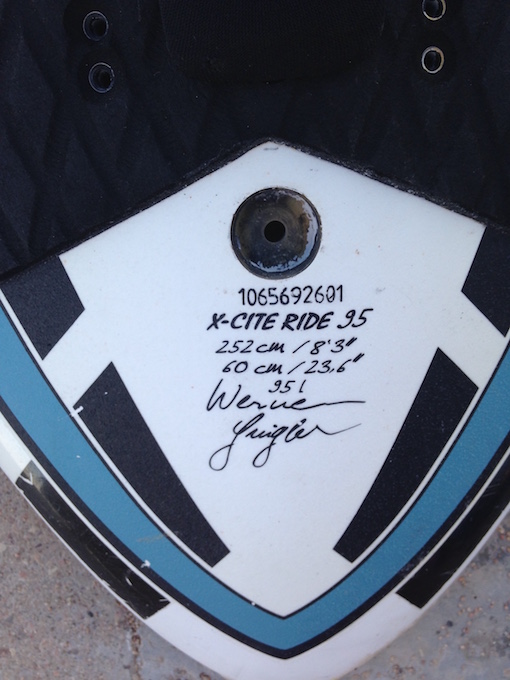 1065692601
X-CITE RIDE 95
252 cm / 8'3"
60 cm / 23,6"
95 l
Werner
Gnigler